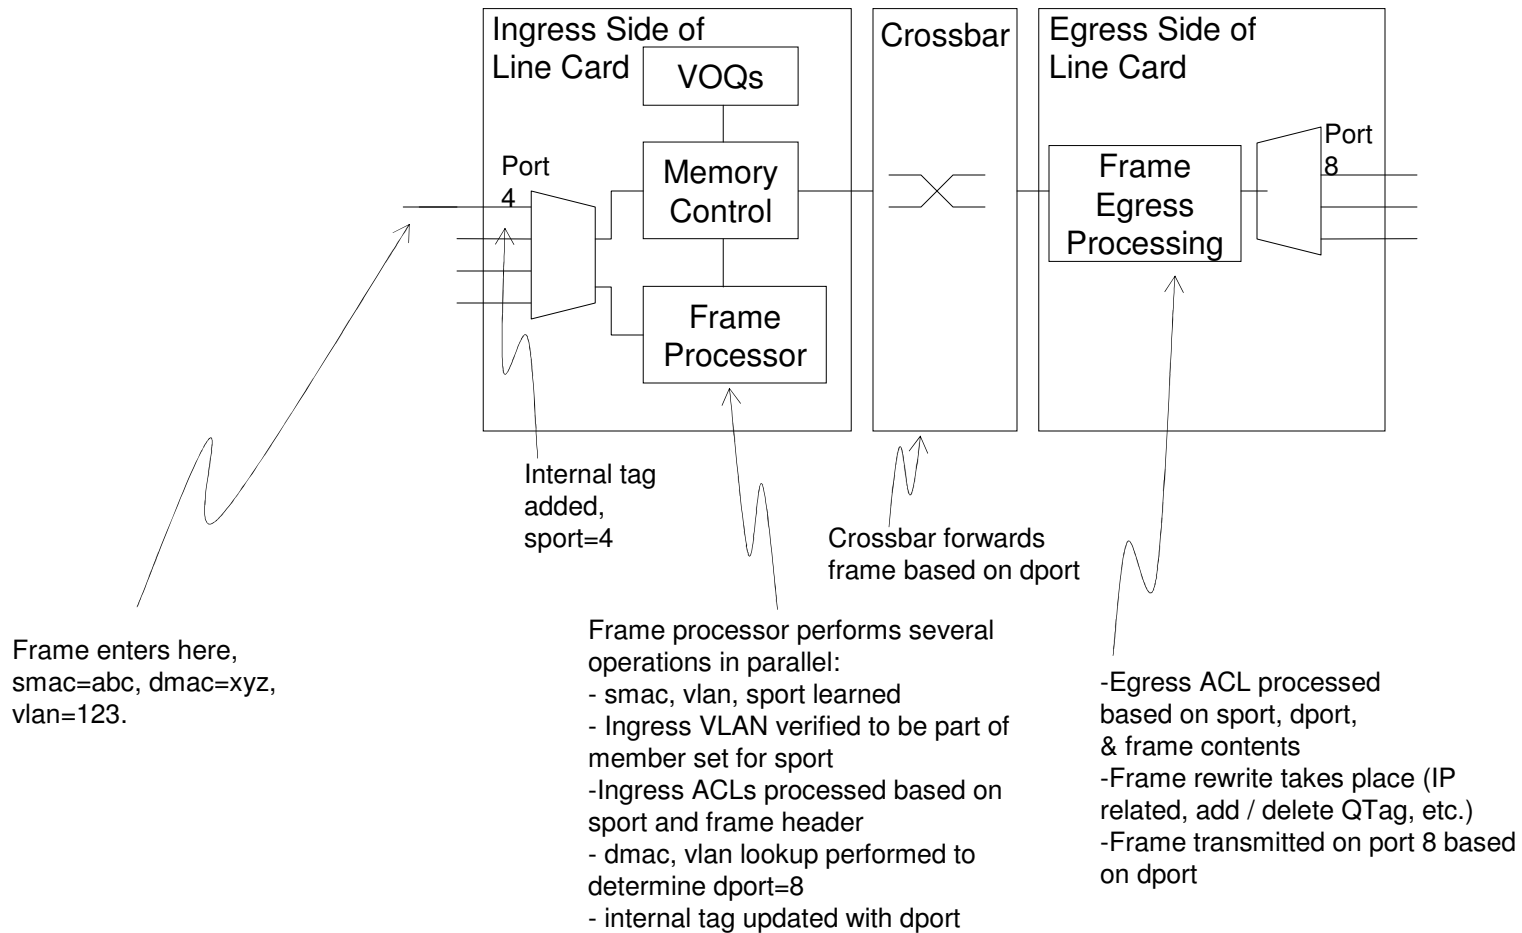 Ingress Side of
Line Card
VOQs
Crossbar
Egress Side of
Line Card
Port
4
Memory
Control
Frame
Processor
Frame
Egress
Processing
Port
8
Internal tag
added,
sport=4
Crossbar forwards
frame based on dport
Frame enters here,
smac=abc, dmac=xyz,
vlan=123.
Frame processor performs several
operations in parallel:
- smac, vlan, sport learned
- Ingress VLAN verified to be part of
member set for sport
-Ingress ACLs processed based on
sport and frame header
- dmac, vlan lookup performed to
determine dport=8
- internal tag updated with dport
-Egress ACL processed
based on sport, dport,
& frame contents
-Frame rewrite takes place (IP
related, add / delete QTag, etc.)
-Frame transmitted on port 8 based
on dport